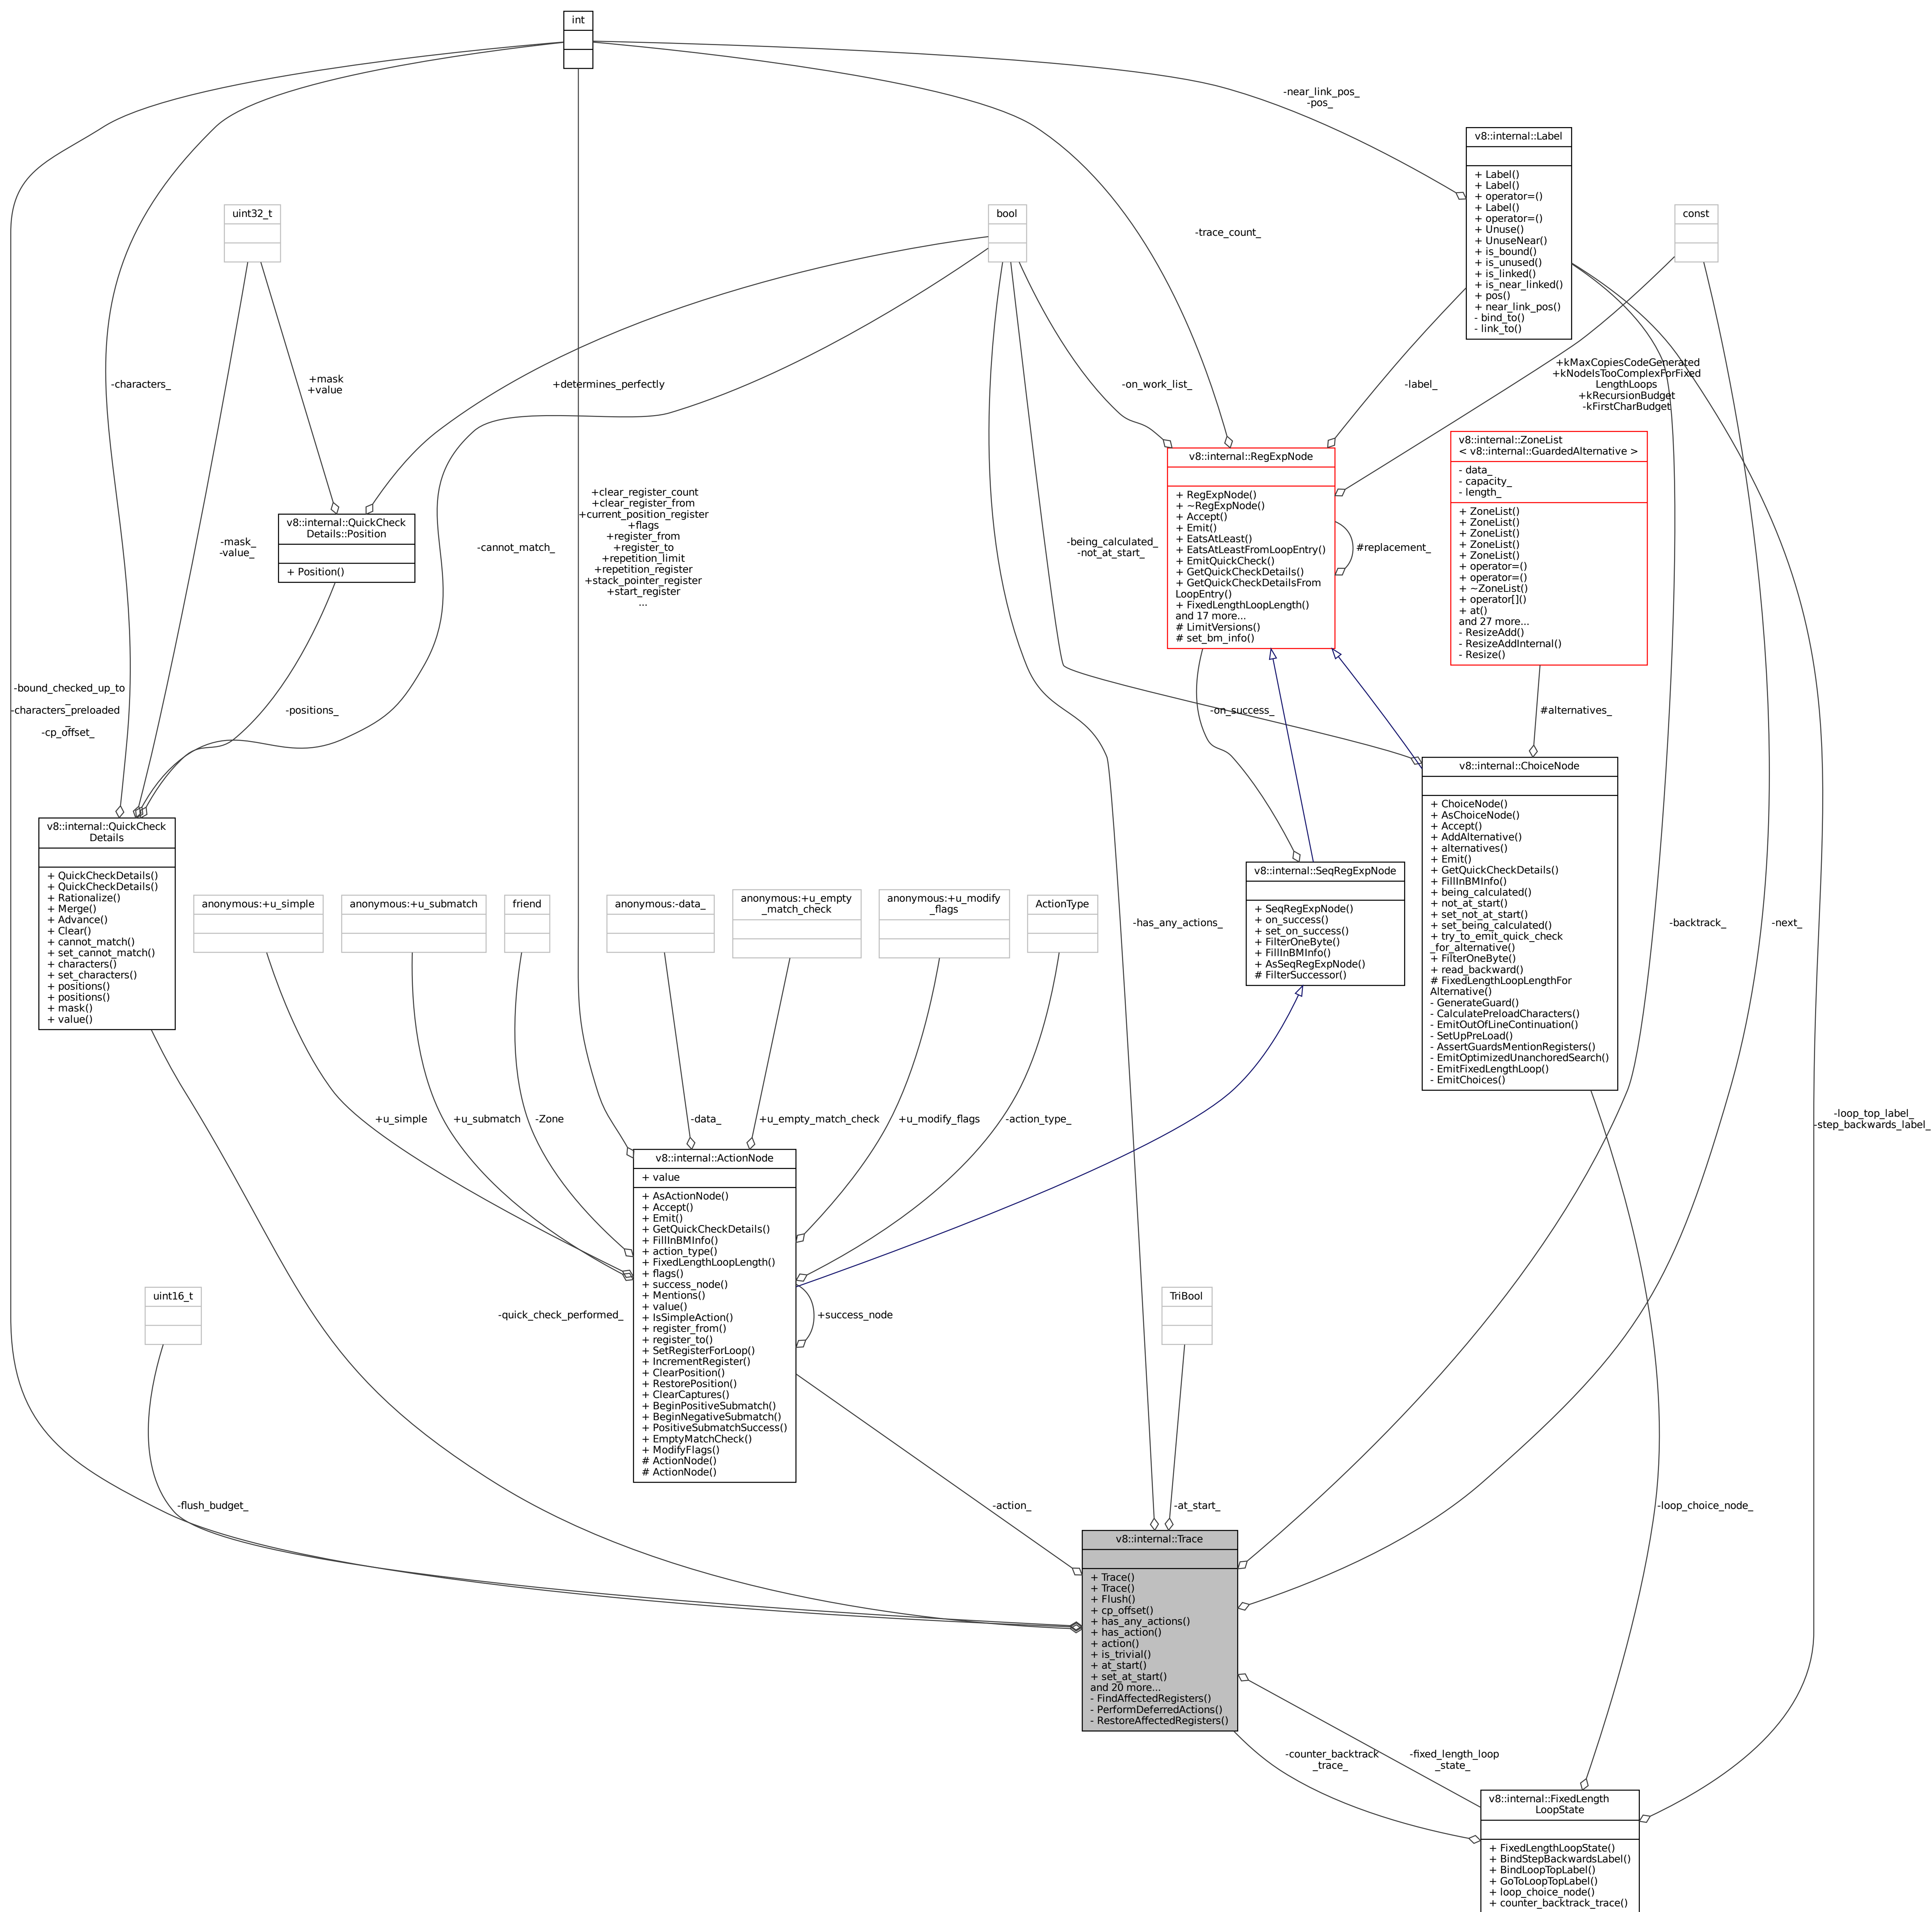 int
-near_link_pos_
-pos_
v8::internal::Label
+ Label()
+ Label()
+ operator=()
+ Label()
+ operator=()
+ Unuse()
+ UnuseNear()
+ is_bound()
+ is_unused()
+ is_linked()
+ is_near_linked()
+ pos()
+ near_link_pos()
- bind_to()
- link_to()
uint32_t
bool
const
-trace_count_
-characters_
+mask
+value
+determines_perfectly
-on_work_list_
-label_
+kMaxCopiesCodeGenerated
+kNodeIsTooComplexForFixed
LengthLoops
+kRecursionBudget
-kFirstCharBudget
v8::internal::ZoneList
< v8::internal::GuardedAlternative >
- data_
- capacity_
- length_
+ ZoneList()
+ ZoneList()
+ ZoneList()
+ ZoneList()
+ ZoneList()
+ operator=()
+ operator=()
+ ~ZoneList()
+ operator[]()
+ at()
and 27 more...
- ResizeAdd()
- ResizeAddInternal()
- Resize()
v8::internal::RegExpNode
+ RegExpNode()
+ ~RegExpNode()
+ Accept()
+ Emit()
+ EatsAtLeast()
+ EatsAtLeastFromLoopEntry()
+ EmitQuickCheck()
+ GetQuickCheckDetails()
+ GetQuickCheckDetailsFrom
LoopEntry()
+ FixedLengthLoopLength()
and 17 more...
# LimitVersions()
# set_bm_info()
#replacement_
+clear_register_count
+clear_register_from
+current_position_register
+flags
+register_from
+register_to
+repetition_limit
+repetition_register
+stack_pointer_register
+start_register
...
v8::internal::QuickCheck
Details::Position
+ Position()
-mask_
-value_
-cannot_match_
-being_calculated_
-not_at_start_
-bound_checked_up_to
_
-characters_preloaded
_
-cp_offset_
-positions_
-on_success_
#alternatives_
v8::internal::ChoiceNode
+ ChoiceNode()
+ AsChoiceNode()
+ Accept()
+ AddAlternative()
+ alternatives()
+ Emit()
+ GetQuickCheckDetails()
+ FillInBMInfo()
+ being_calculated()
+ not_at_start()
+ set_not_at_start()
+ set_being_calculated()
+ try_to_emit_quick_check
_for_alternative()
+ FilterOneByte()
+ read_backward()
# FixedLengthLoopLengthFor
Alternative()
- GenerateGuard()
- CalculatePreloadCharacters()
- EmitOutOfLineContinuation()
- SetUpPreLoad()
- AssertGuardsMentionRegisters()
- EmitOptimizedUnanchoredSearch()
- EmitFixedLengthLoop()
- EmitChoices()
v8::internal::QuickCheck
Details
+ QuickCheckDetails()
+ QuickCheckDetails()
+ Rationalize()
+ Merge()
+ Advance()
+ Clear()
+ cannot_match()
+ set_cannot_match()
+ characters()
+ set_characters()
+ positions()
+ positions()
+ mask()
+ value()
v8::internal::SeqRegExpNode
+ SeqRegExpNode()
+ on_success()
+ set_on_success()
+ FilterOneByte()
+ FillInBMInfo()
+ AsSeqRegExpNode()
# FilterSuccessor()
anonymous:+u_simple
anonymous:+u_submatch
friend
anonymous:-data_
anonymous:+u_empty
_match_check
anonymous:+u_modify
_flags
ActionType
-has_any_actions_
-backtrack_
-next_
+u_simple
+u_submatch
-Zone
-data_
+u_empty_match_check
+u_modify_flags
-action_type_
-loop_top_label_
-step_backwards_label_
v8::internal::ActionNode
+ value
+ AsActionNode()
+ Accept()
+ Emit()
+ GetQuickCheckDetails()
+ FillInBMInfo()
+ action_type()
+ FixedLengthLoopLength()
+ flags()
+ success_node()
+ Mentions()
+ value()
+ IsSimpleAction()
+ register_from()
+ register_to()
+ SetRegisterForLoop()
+ IncrementRegister()
+ ClearPosition()
+ RestorePosition()
+ ClearCaptures()
+ BeginPositiveSubmatch()
+ BeginNegativeSubmatch()
+ PositiveSubmatchSuccess()
+ EmptyMatchCheck()
+ ModifyFlags()
# ActionNode()
# ActionNode()
uint16_t
-quick_check_performed_
+success_node
TriBool
-flush_budget_
-action_
-at_start_
-loop_choice_node_
v8::internal::Trace
+ Trace()
+ Trace()
+ Flush()
+ cp_offset()
+ has_any_actions()
+ has_action()
+ action()
+ is_trivial()
+ at_start()
+ set_at_start()
and 20 more...
- FindAffectedRegisters()
- PerformDeferredActions()
- RestoreAffectedRegisters()
-counter_backtrack
_trace_
-fixed_length_loop
_state_
v8::internal::FixedLength
LoopState
+ FixedLengthLoopState()
+ BindStepBackwardsLabel()
+ BindLoopTopLabel()
+ GoToLoopTopLabel()
+ loop_choice_node()
+ counter_backtrack_trace()